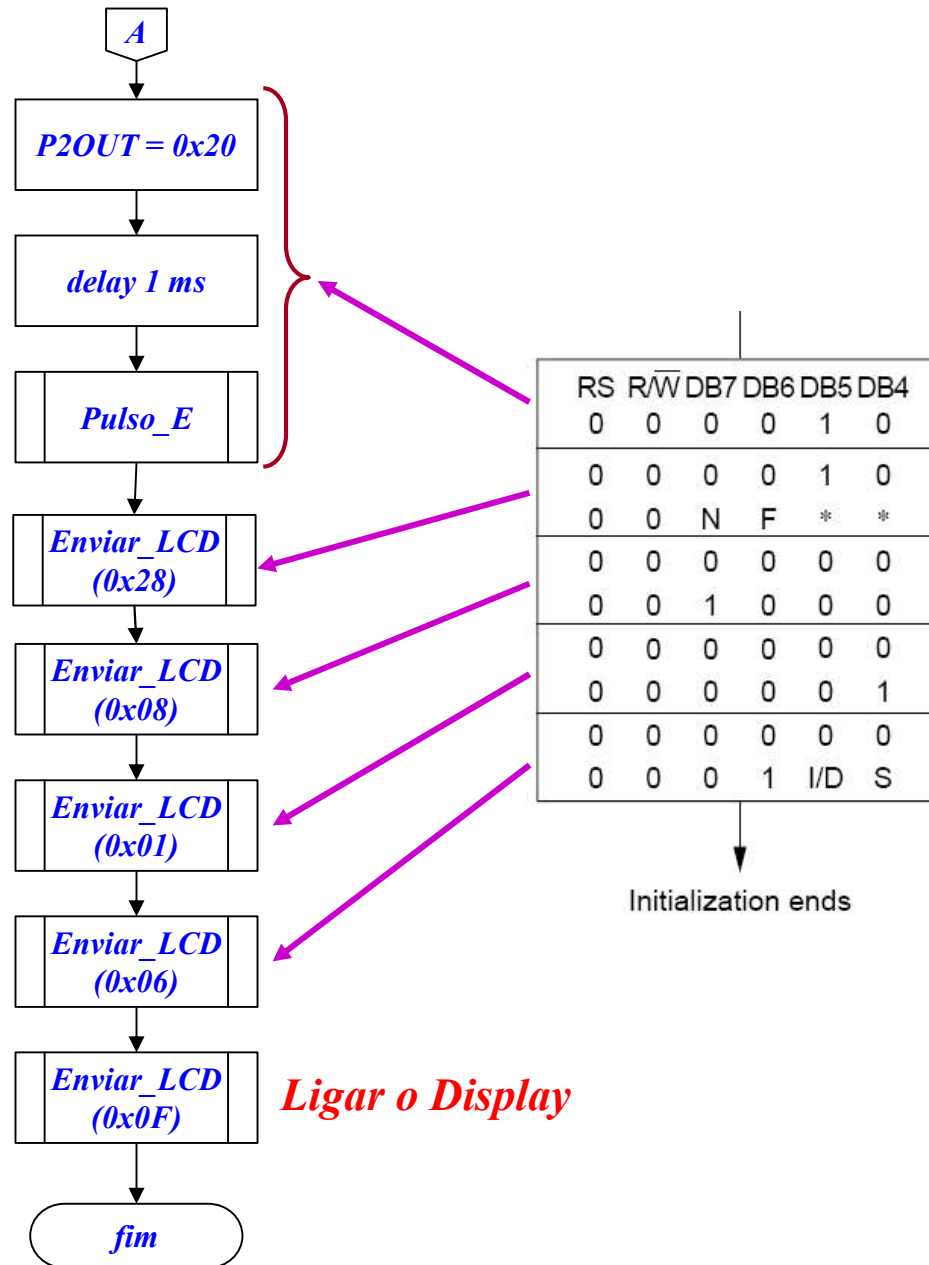 A
P2OUT = 0x20
delay 1 ms
Pulso_E
Enviar_LCD
(0x28)
Enviar_LCD
(0x08)
Enviar_LCD
(0x01)
Enviar_LCD
(0x06)
Enviar_LCD
(0x0F)
Ligar o Display
fim
RS R/W̅ DB7 DB6 DB5 DB4
0 0 0 0 1 0
0 0 0 0 1 0
0 0 N F * *
0 0 0 0 0 0
0 0 1 0 0 0
0 0 0 0 0 0
0 0 0 0 0 1
0 0 0 0 0 0
0 0 0 1 I/D S
Initialization ends